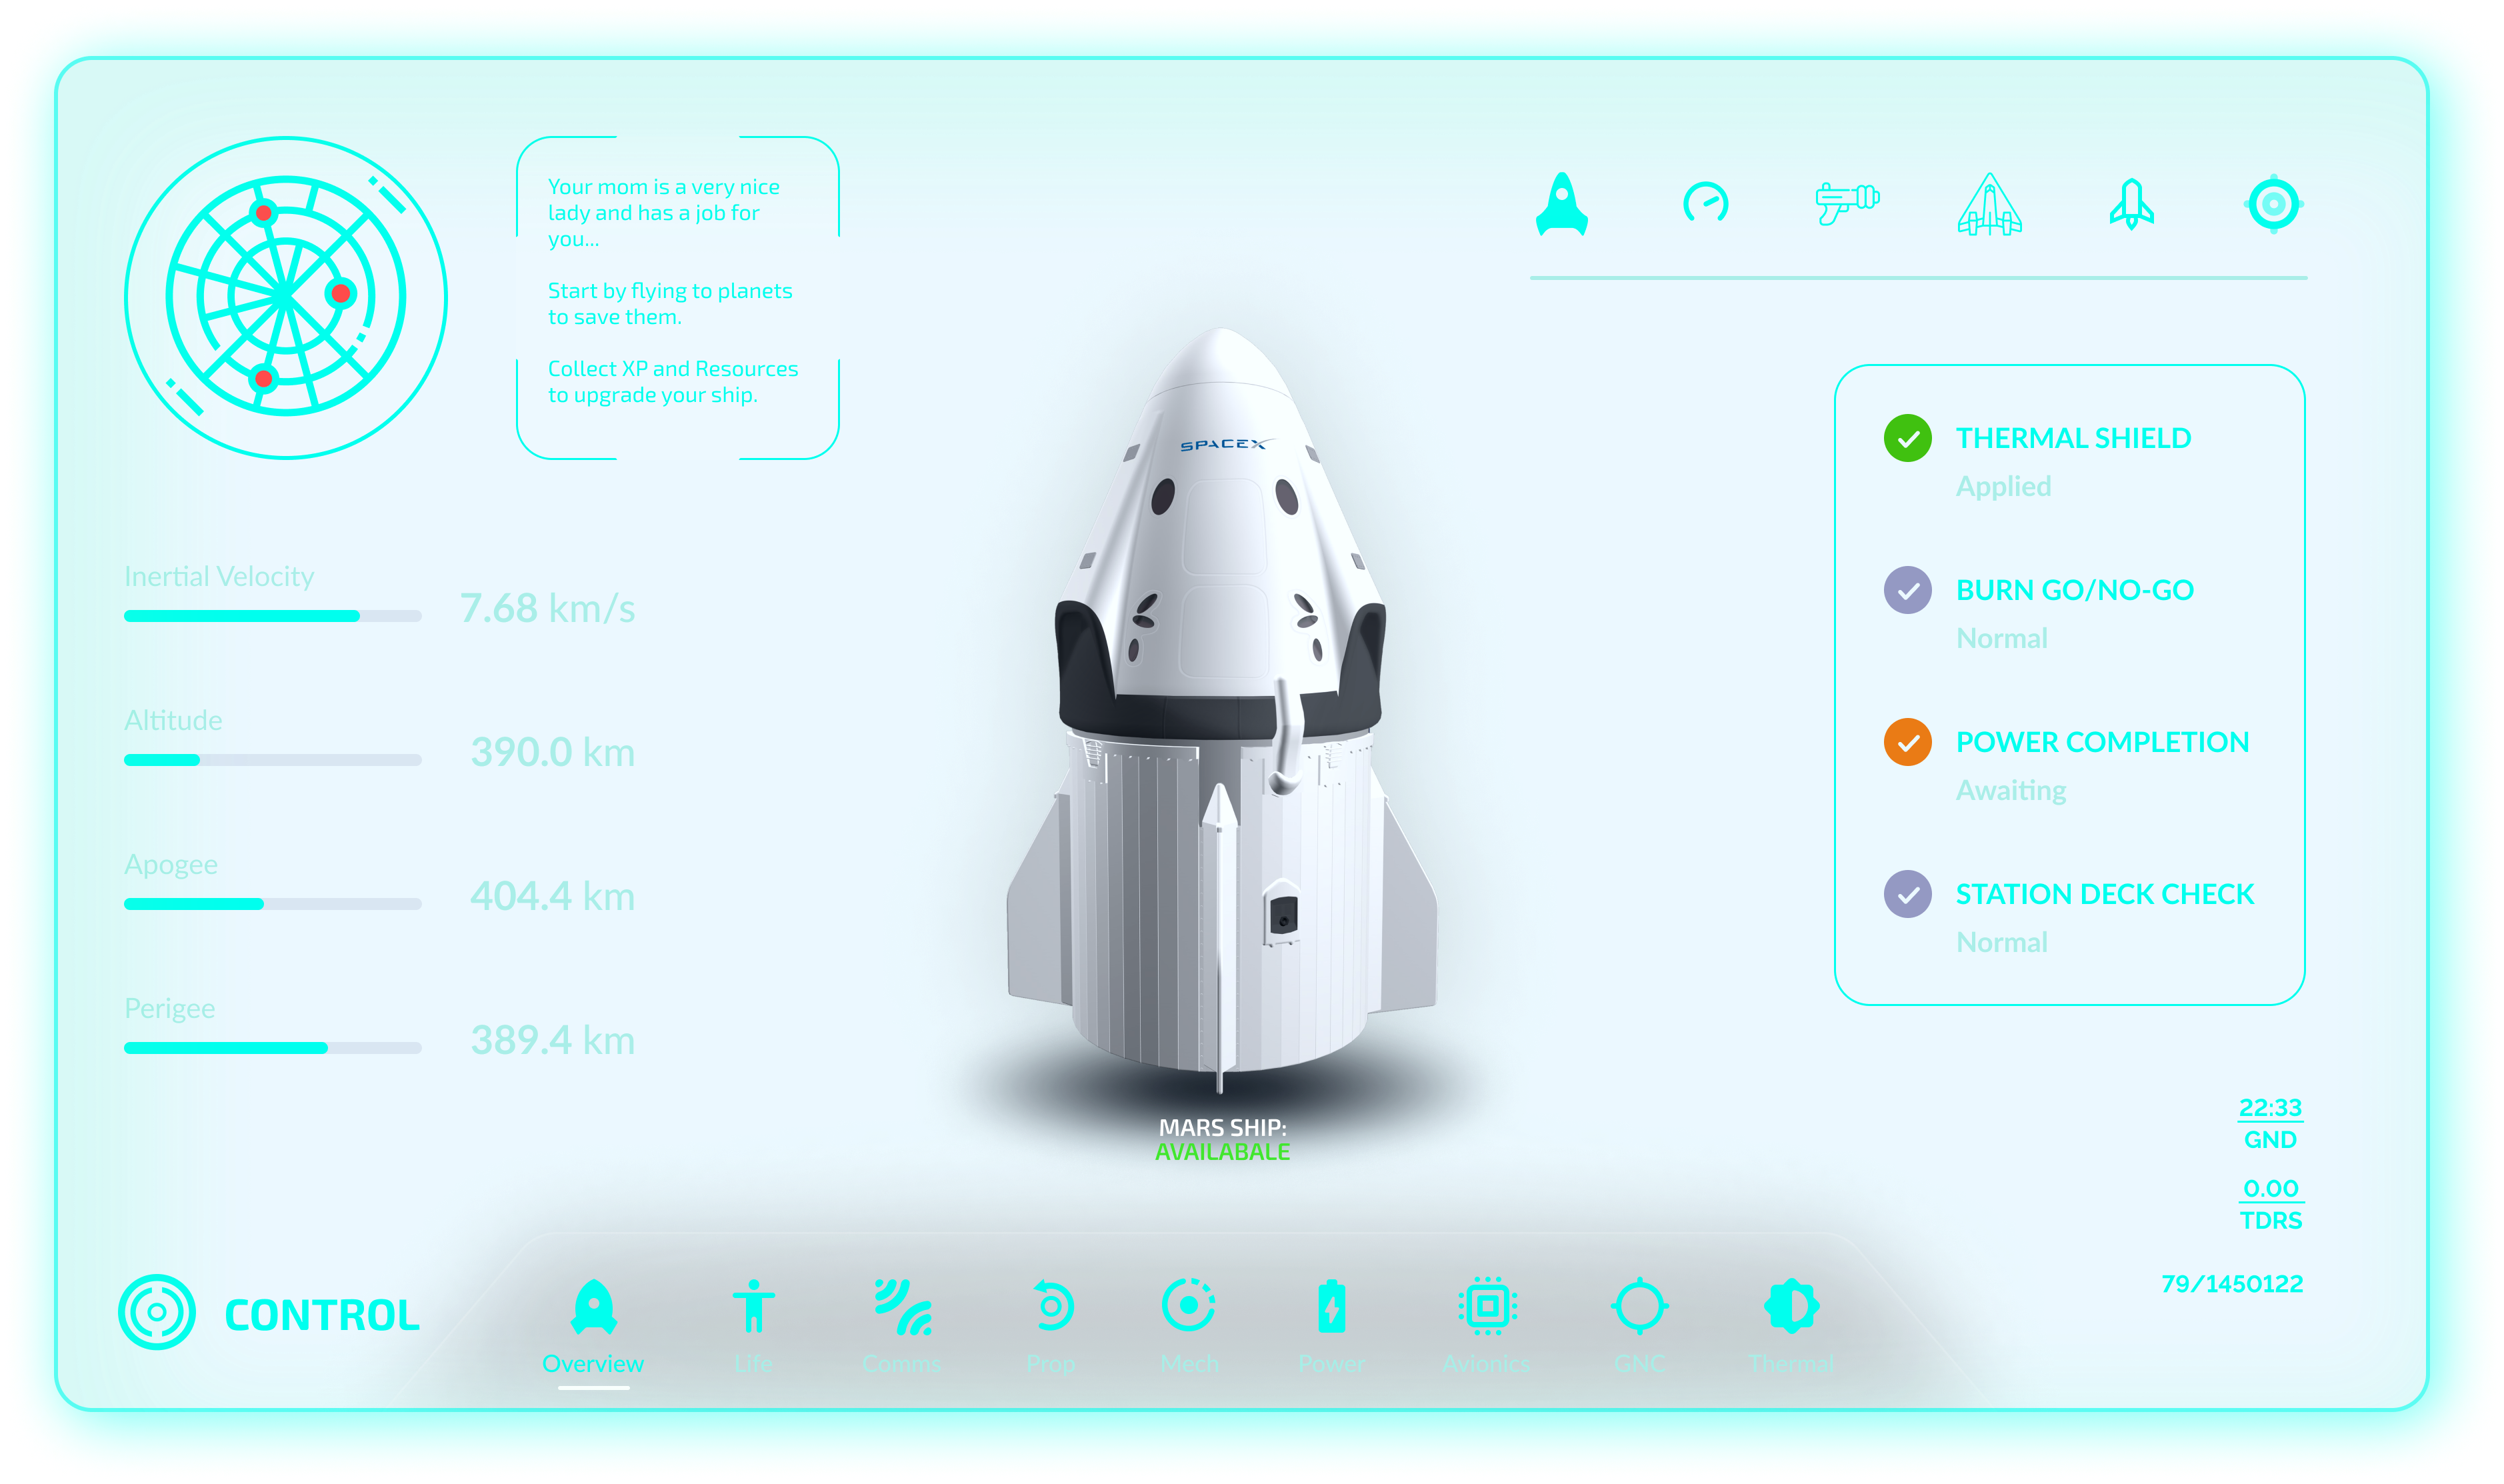 Your mom is a very nice
lady and has a job for
you...
Start by flying to planets
to save them.
Collect XP and Resources
to upgrade your ship.
Inertial Velocity
7.68 km/s
Altitude
390.0 km
Apogee
404.4 km
Perigee
389.4 km
SPACEX
MARS SHIP:
AVAILABALE
THERMAL SHIELD
Applied
BURN GO/NO-GO
Normal
POWER COMPLETION
Awaiting
STATION DECK CHECK
Normal
22:33
GND
0.00
TDRS
79/1450122
CONTROL
Overview
Life
Comms
Prop
Mech
Power
Avionics
GNC
Thermal